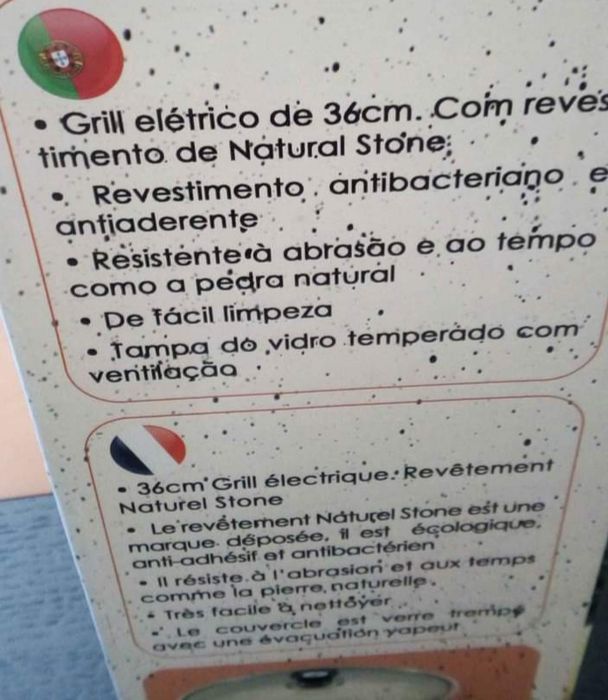 • Grill elétrico de 36cm. Com reves
timento de Natural Stone.
• Revestimento antibacteriano e
antiaderente
• Resistente à abrasão e ao tempo
como a pedra natural
• De fácil limpeza
• Tampa do vidro temperado com
ventilação
• 36cm Grill électrique. Revêtement
Naturel Stone
• Le revêtement Naturel Stone est une
marque déposée, il est écologique,
anti-adhésif et antibactérien
• Il résiste à l'abrasion et aux temps
comme la pierre naturelle.
• Très facile à nettoyer
• Le couvercle est verre trempé
avec une évaquation vapeur